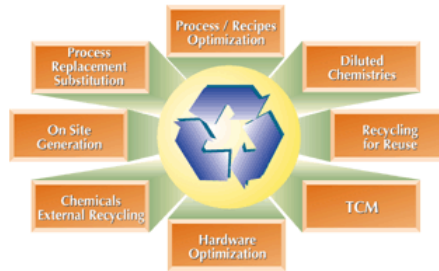 Process / Recipes
Optimization
Process
Replacement
Substitution
Diluted
Chemistries
On Site
Generation
Recycling
for Reuse
Chemicals
External Recycling
TCM
Hardware
Optimization